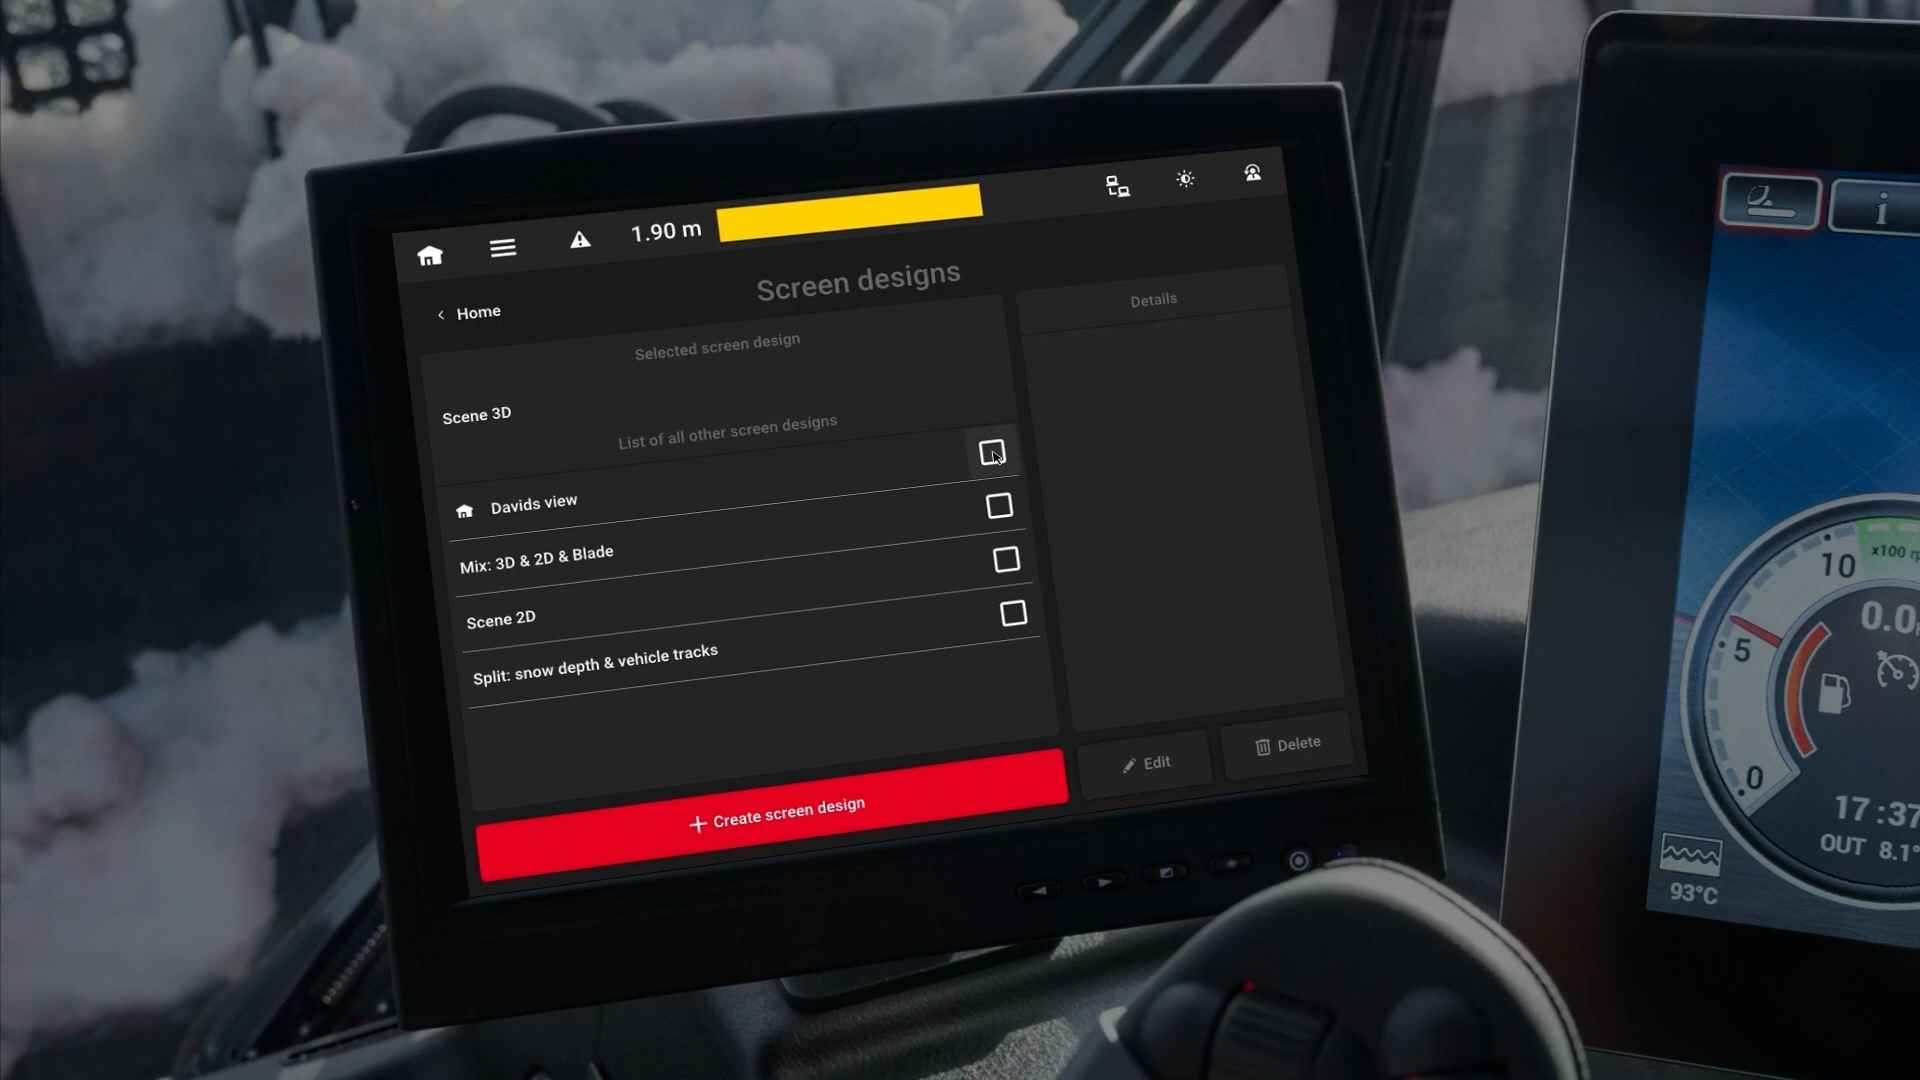 1.90 m
Home
Screen designs
Selected screen design
Scene 3D
List of all other screen designs
Davids view
Mix: 3D & 2D & Blade
Scene 2D
Split: snow depth & vehicle tracks
Create screen design
Details
Edit
Delete
i
10
x100
5
0.0
0
17:37
OUT 8.1°
93°C